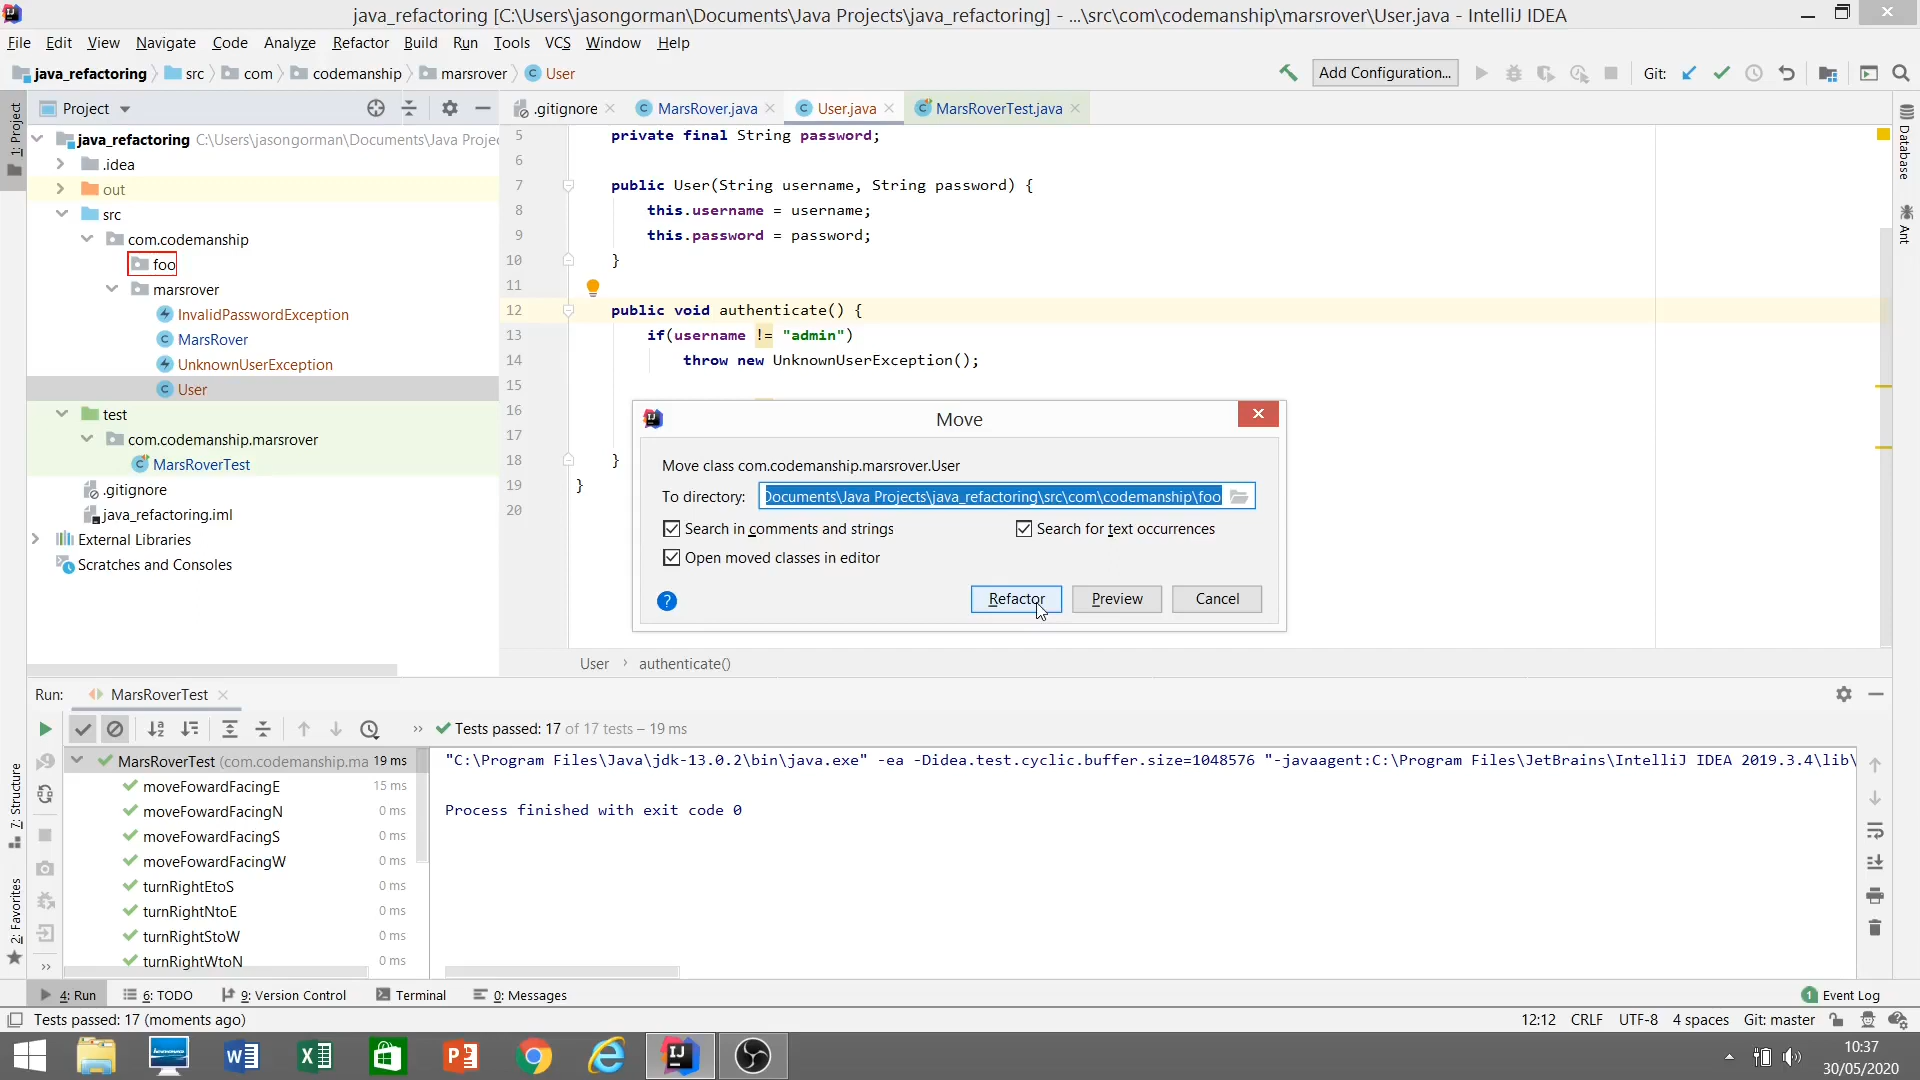 java_refactoring [C:\Users\jasongorman\Documents\Java Projects\java_refactoring] - ...\src\com\codemanship\marsrover\User.java - IntelliJ IDEA
File Edit View Navigate Code Analyze Refactor Build Run Tools VCS Window Help
java_refactoring src com codemanship marsrover User
Add Configuration...
Git:
1: Project
Project
.gitignore
MarsRover.java
User.java
MarsRoverTest.java
java_refactoring C:\Users\jasongorman\Documents\Java Proje
.idea
out
src
com.codemanship
foo
marsrover
InvalidPasswordException
MarsRover
UnknownUserException
User
test
com.codemanship.marsrover
MarsRoverTest
.gitignore
java_refactoring.iml
External Libraries
Scratches and Consoles
5 private final String password;
6
7 public User(String username, String password) {
8 this.username = username;
9 this.password = password;
10 }
11
12 public void authenticate() {
13 if(username != "admin")
14 throw new UnknownUserException();
15
16
17
18 }
19 }
20
Database
Ant
Move
Move class com.codemanship.marsrover.User
To directory: Documents\Java Projects\java_refactoring\src\com\codemanship\foo
Search in comments and strings
Search for text occurrences
Open moved classes in editor
?
Refactor
Preview
Cancel
User authenticate()
Run: MarsRoverTest
Tests passed: 17 of 17 tests – 19 ms
MarsRoverTest (com.codemanship.ma 19 ms
moveFowardFacingE 15 ms
moveFowardFacingN 0 ms
moveFowardFacingS 0 ms
moveFowardFacingW 0 ms
turnRightEtoS 0 ms
turnRightNtoE 0 ms
turnRightStoW 0 ms
turnRightWtoN 0 ms
"C:\Program Files\Java\jdk-13.0.2\bin\java.exe" -ea -Didea.test.cyclic.buffer.size=1048576 "-javaagent:C:\Program Files\JetBrains\IntelliJ IDEA 2019.3.4\lib\
Process finished with exit code 0
7: Structure
2: Favorites
4: Run
6: TODO
9: Version Control
Terminal
0: Messages
1 Event Log
Tests passed: 17 (moments ago)
12:12 CRLF UTF-8 4 spaces Git: master
10:37
30/05/2020